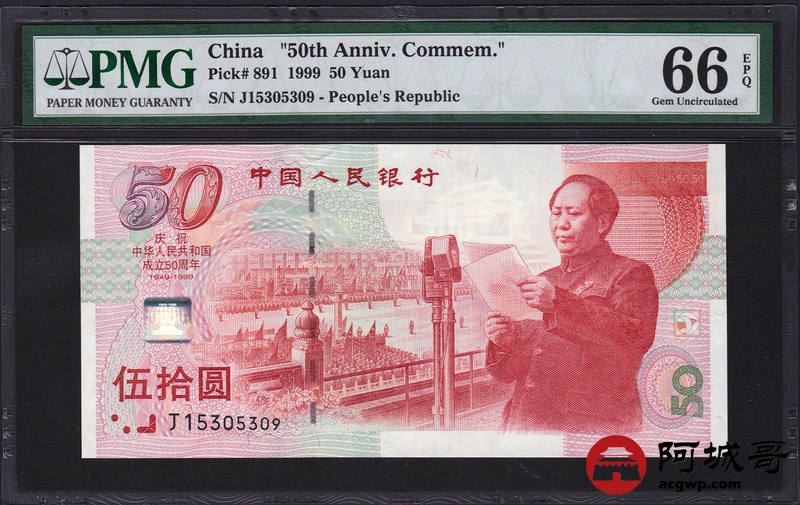 PMG
PAPER MONEY GUARANTY
China "50th Anniv. Commem."
Pick# 891 1999 50 Yuan
S/N J15305309 - People's Republic
66
EPQ
Gem Uncirculated
50
中国人民银行
庆祝
中华人民共和国
成立50周年
1949-1999
伍拾圆
J15305309
50
阿城哥
acgwp.com